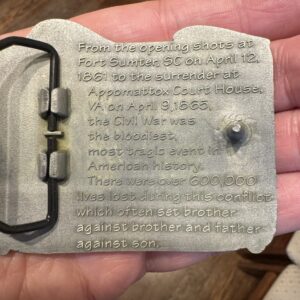 From the opening shots at
Fort Sumter, SC on April 12,
1861 to the surrender at
Appomattox Court House,
VA on April 9, 1865,
the Civil War was
the bloodiest,
most tragic event in
American history.
There were over 600,000
lives lost during this conflict
which often set brother
against brother and father
against son.